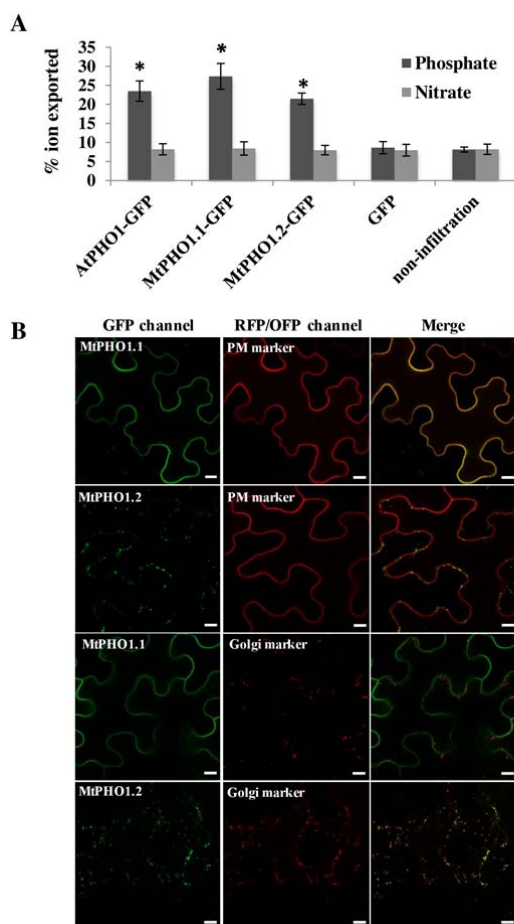 A
35
30
25
20
15
10
5
0
% ion exported
*
*
*
Phosphate
Nitrate
AtPHO1-GFP
MtPHO1.1-GFP
MtPHO1.2-GFP
GFP
non-infiltration
B
GFP channel RFP/OFP channel Merge
MtPHO1.1 PM marker
MtPHO1.2 PM marker
MtPHO1.1 Golgi marker
MtPHO1.2 Golgi marker